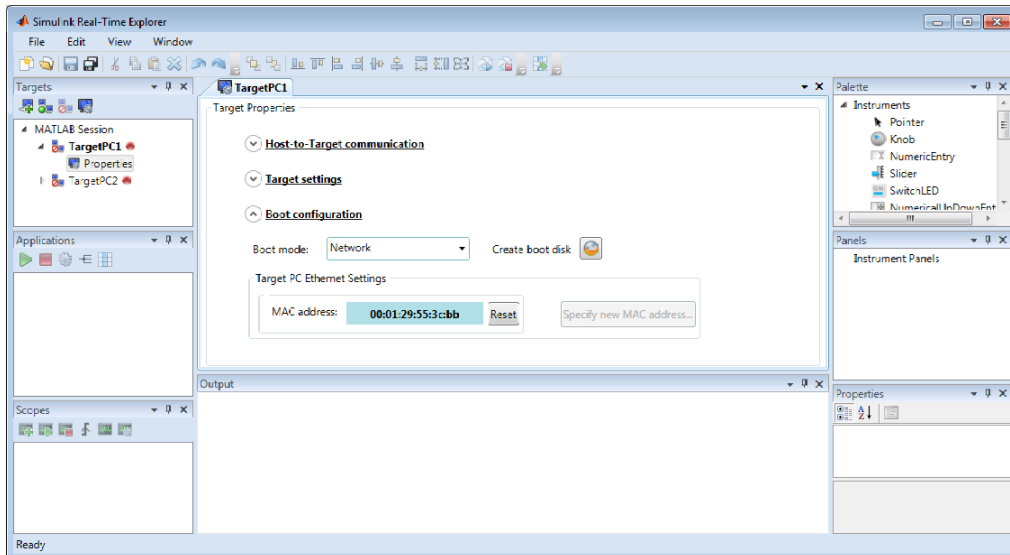 Simulink Real-Time Explorer
File Edit View Window
Targets
MATLAB Session
TargetPC1
Properties
TargetPC2
Applications
Scopes
TargetPC1
Target Properties
Host-to-Target communication
Target settings
Boot configuration
Boot mode: Network Create boot disk
Target PC Ethernet Settings
MAC address: 00:01:29:55:3c:bb Reset Specify new MAC address...
Output
Palette
Instruments
Pointer
Knob
NumericEntry
Slider
SwitchLED
NumericalUpDownEnt
Panels
Instrument Panels
Properties
Ready